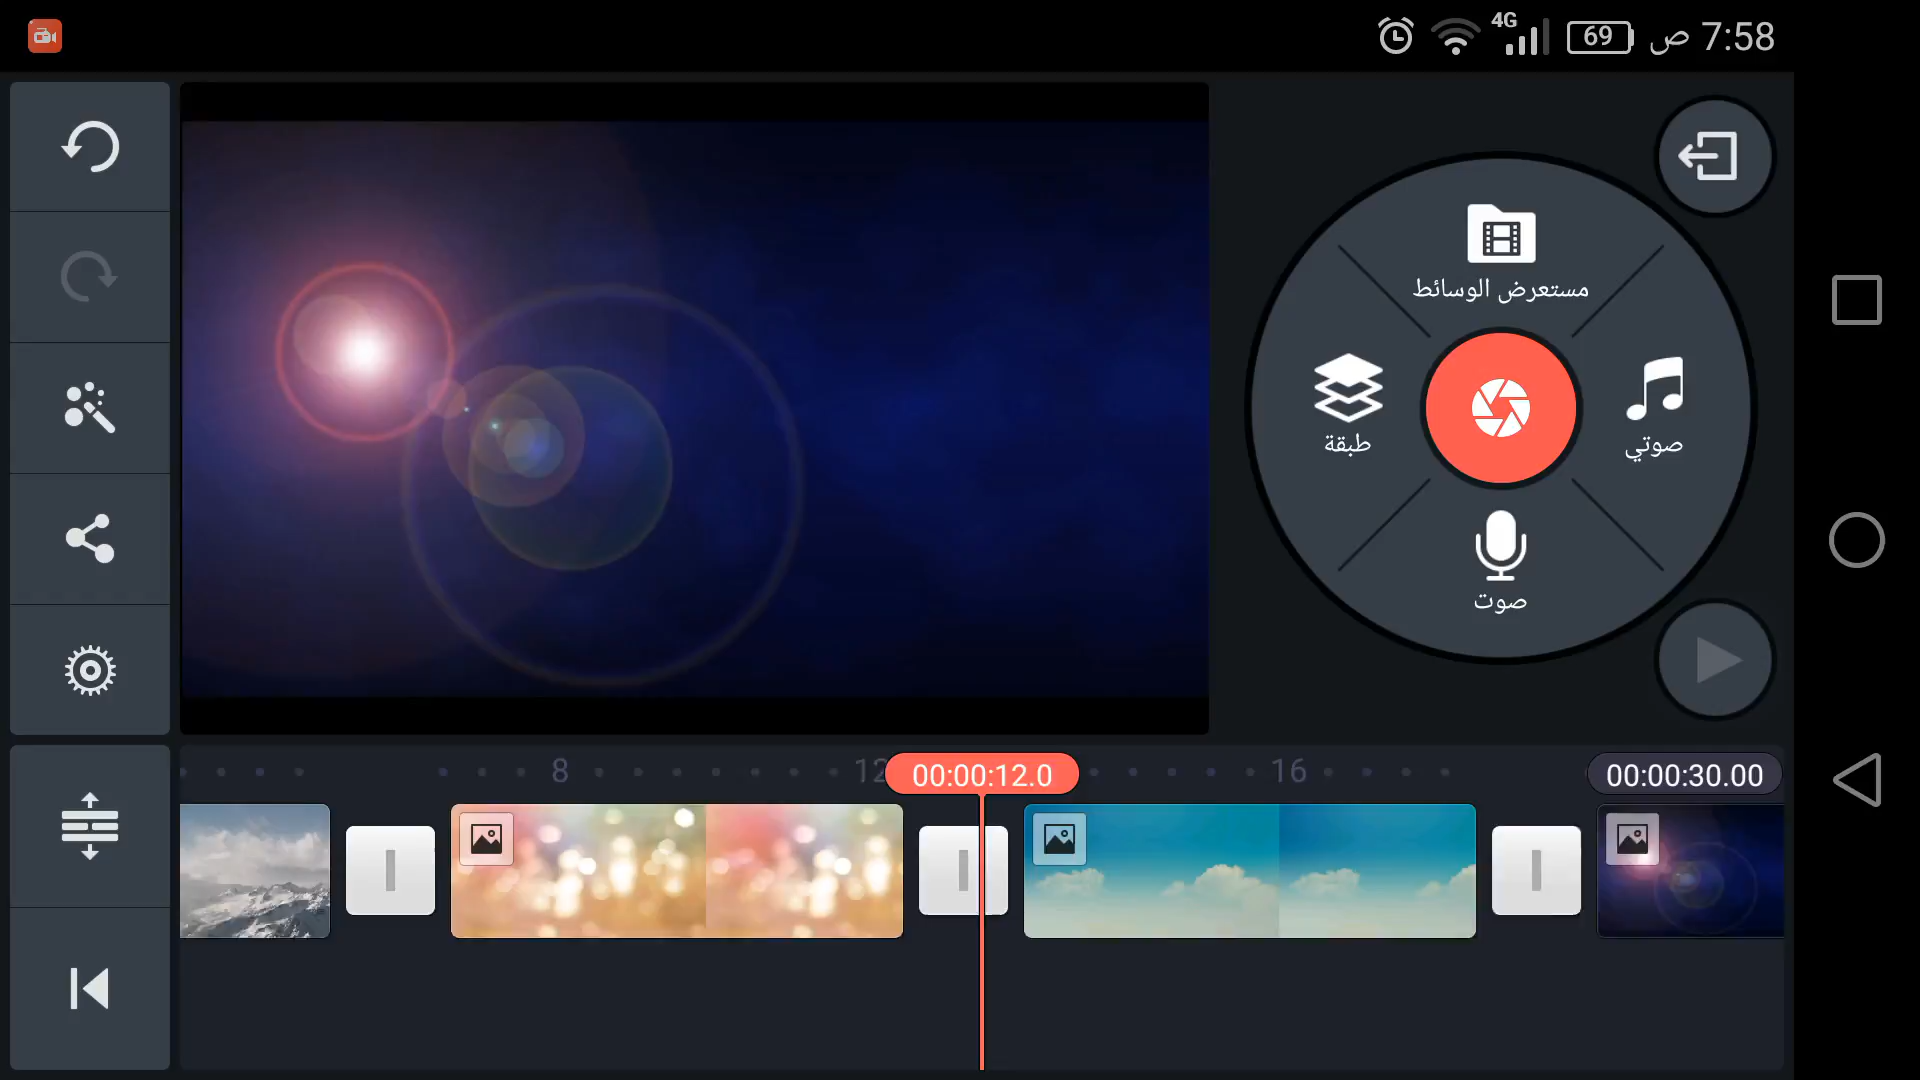 4G
69
7:58 ص
مستعرض الوسائط
طبقة
صوتي
صوت
8
12
00:00:12.0
16
00:00:30.00